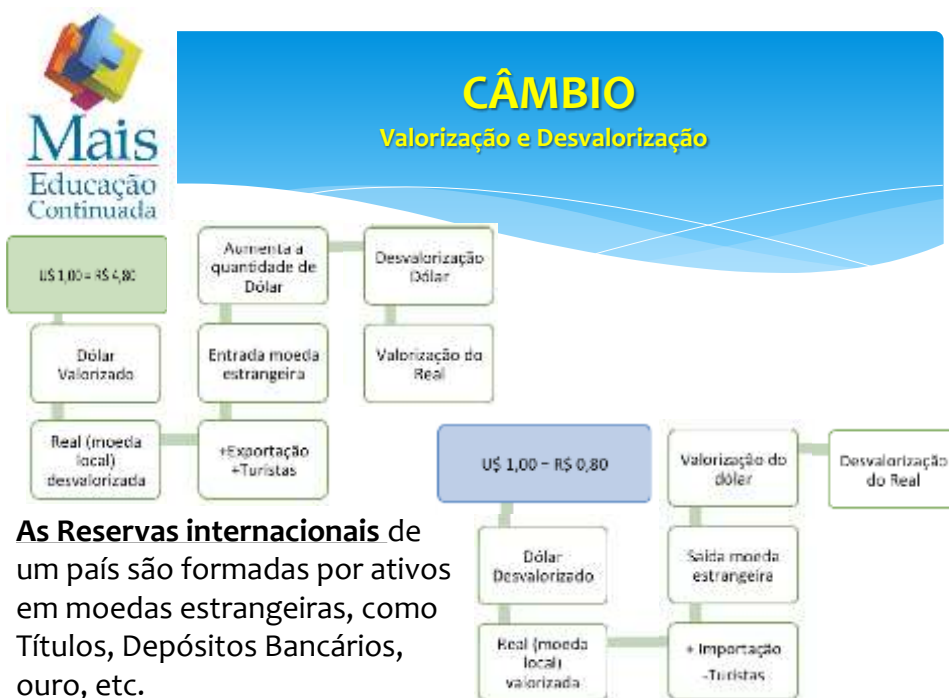 Mais
Educação
Continuada
CÂMBIO
Valorização e Desvalorização
U$ 1,00 = R$ 4,80
Dólar
Valorizado
Real (moeda
local)
desvalorizada
+Exportação
+Turistas
Entrada moeda
estrangeira
Aumenta a
quantidade de
Dólar
Desvalorização
Dólar
Valorização do
Real
U$ 1,00 = R$ 0,80
Dólar
Desvalorizado
Real (moeda
local)
valorizada
+ Importação
-Turistas
Saída moeda
estrangeira
Valorização do
dólar
Desvalorização
do Real
As Reservas internacionais de
um país são formadas por ativos
em moedas estrangeiras, como
Títulos, Depósitos Bancários,
ouro, etc.